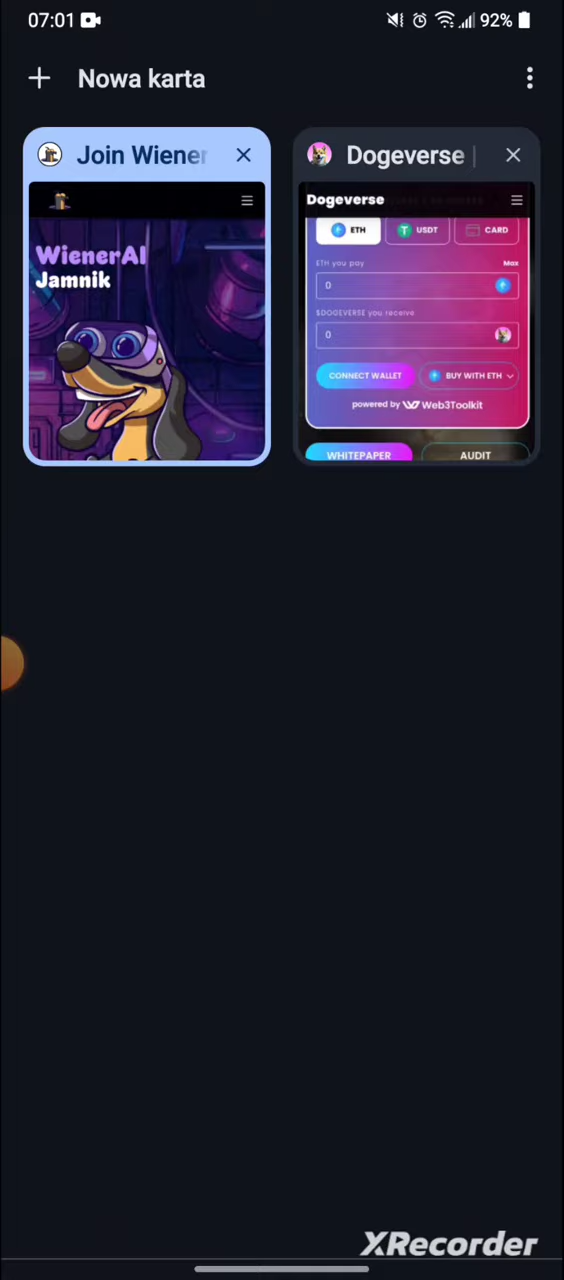 07:01 92%
Nowa karta
Join Wiener
WienerAI
Jamnik
Dogeverse |
Dogeverse
ETH USDT CARD
ETH you pay Max
0
$DOGEVERSE you receive
0
CONNECT WALLET BUY WITH ETH
powered by Web3Toolkit
WHITEPAPER AUDIT
XRecorder